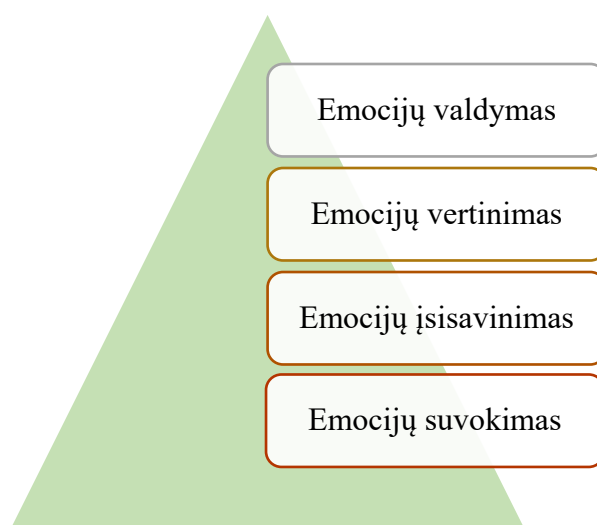 Emocijų valdymas
Emocijų vertinimas
Emocijų įsisavinimas
Emocijų suvokimas